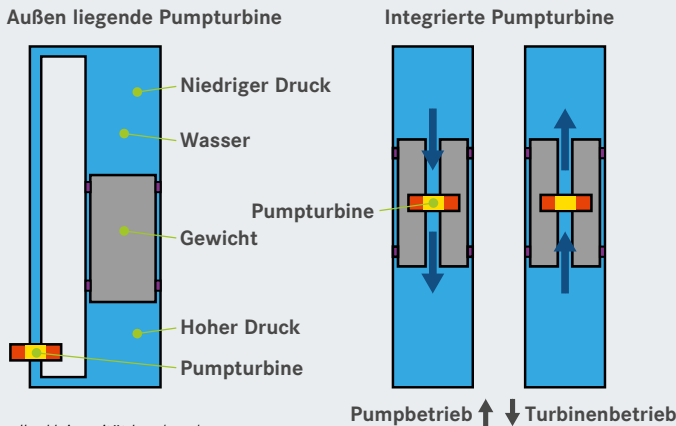 Außen liegende Pumpturbine
Niedriger Druck
Wasser
Gewicht
Hoher Druck
Pumpturbine
Integrierte Pumpturbine
Pumpturbine
Pumpbetrieb
Turbinenbetrieb